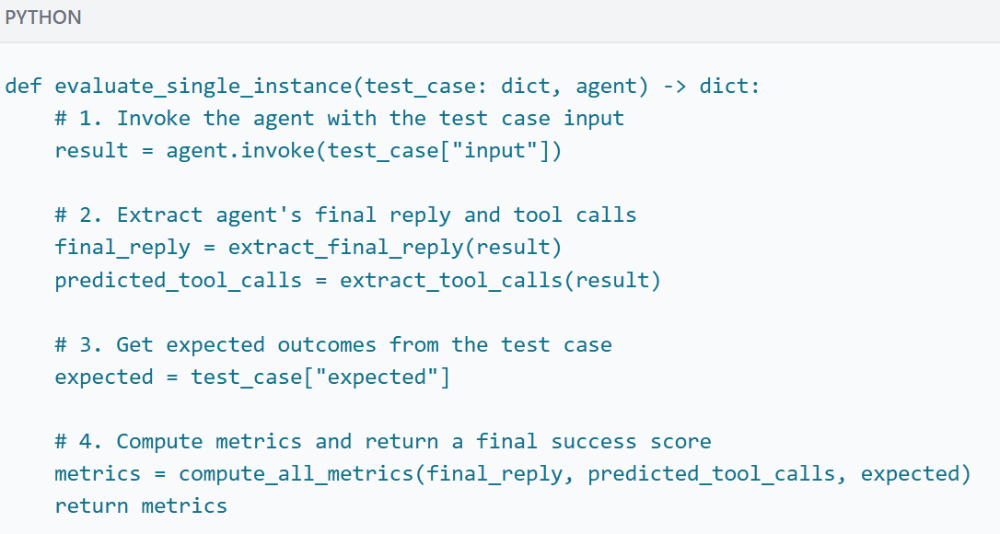 PYTHON
def evaluate_single_instance(test_case: dict, agent) -> dict:
    # 1. Invoke the agent with the test case input
    result = agent.invoke(test_case["input"])
    # 2. Extract agent's final reply and tool calls
    final_reply = extract_final_reply(result)
    predicted_tool_calls = extract_tool_calls(result)
    # 3. Get expected outcomes from the test case
    expected = test_case["expected"]
    # 4. Compute metrics and return a final success score
    metrics = compute_all_metrics(final_reply, predicted_tool_calls, expected)
    return metrics